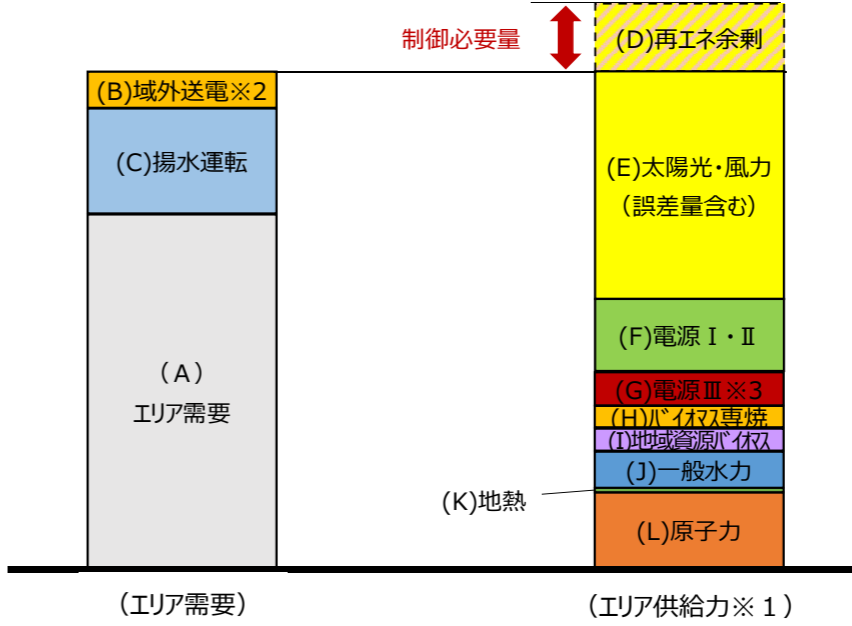 制御必要量
(D)再エネ余剰
(B)域外送電※2
(C)揚水運転
(E)太陽光・風力
（誤差量含む）
(F)電源Ⅰ・Ⅱ
（A）
エリア需要
(G)電源Ⅲ※3
(H)バイオマス専焼
(I)地域資源バイオマス
(J)一般水力
(K)地熱
(L)原子力
（エリア需要）
（エリア供給力※１）